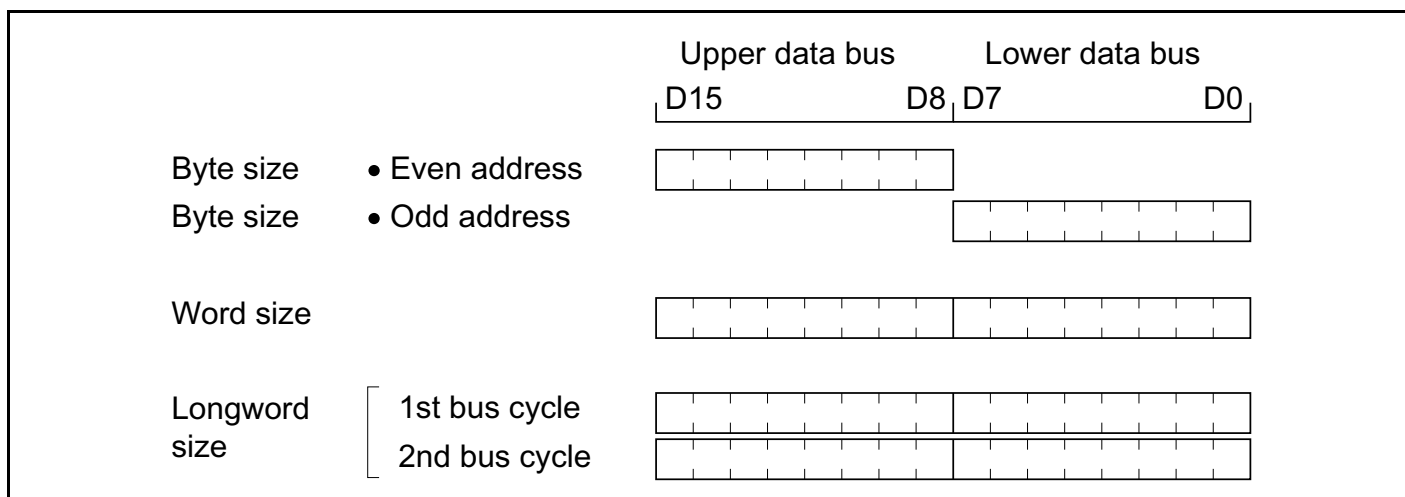 Upper data bus Lower data bus
D15 D8 D7 D0
Byte size • Even address
Byte size • Odd address
Word size
Longword size 1st bus cycle
2nd bus cycle